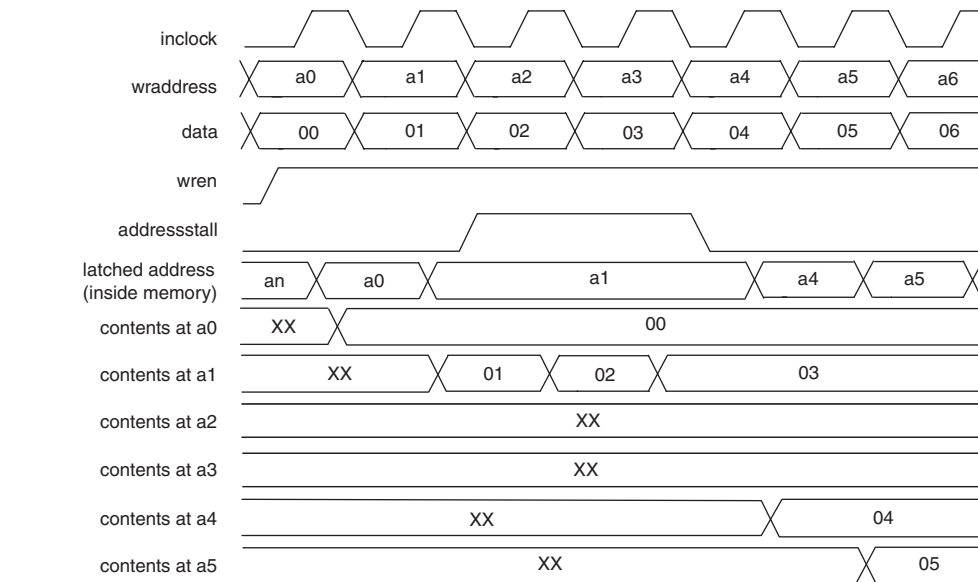 inclock
wraddress a0 a1 a2 a3 a4 a5 a6
data 00 01 02 03 04 05 06
wren
addressstall
latched address
(inside memory) an a0 a1 a4 a5
contents at a0 XX 00
contents at a1 XX 01 02 03
contents at a2 XX
contents at a3 XX
contents at a4 XX 04
contents at a5 XX 05